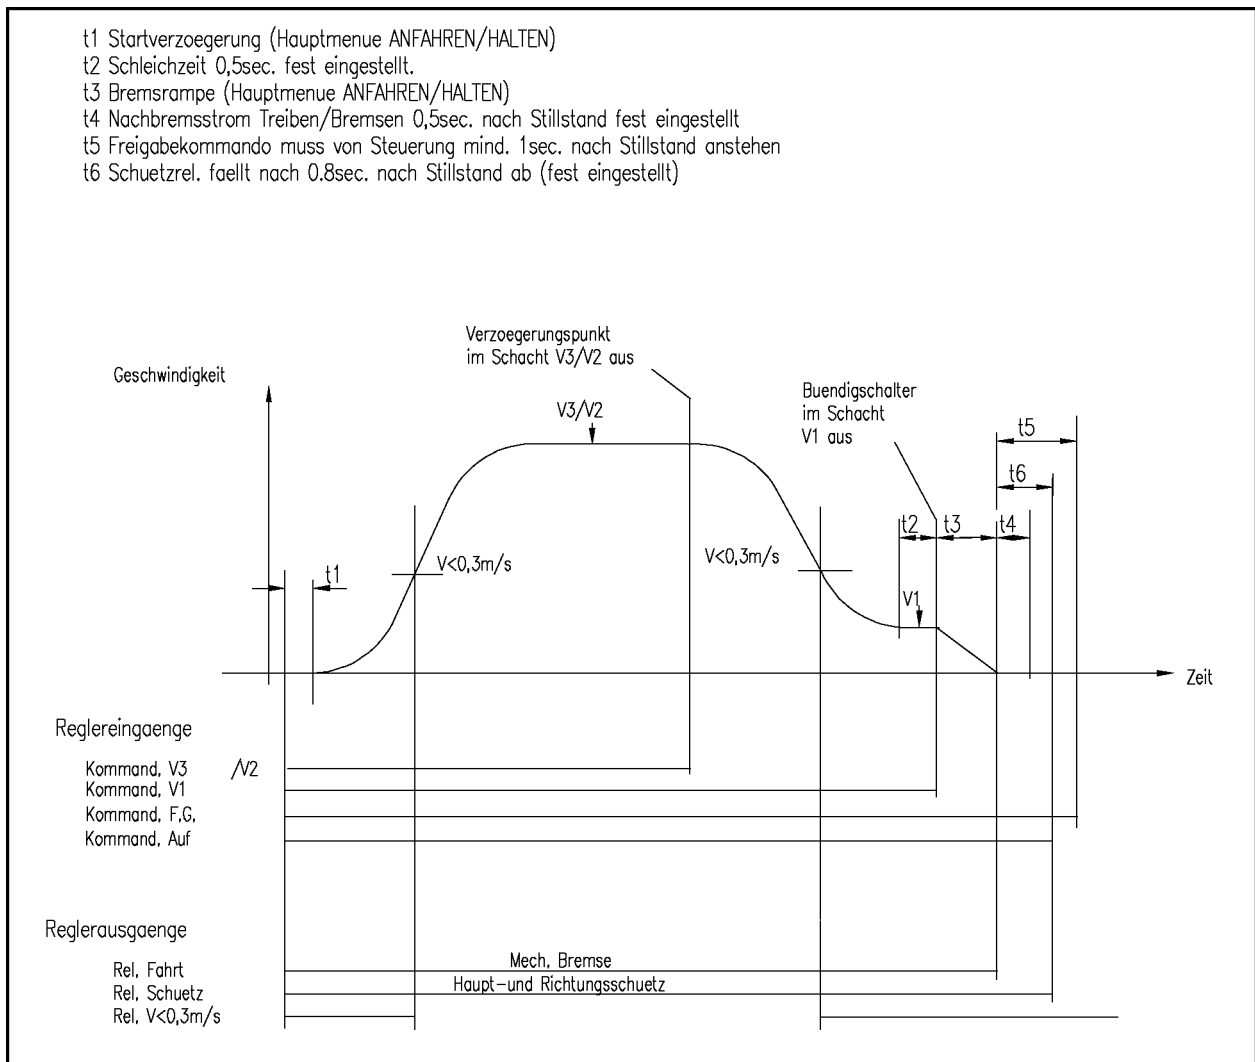 t1 Startverzoegerung (Hauptmenue ANFAHREN/HALTEN)
t2 Schleichzeit 0,5sec. fest eingestellt.
t3 Bremsrampe (Hauptmenue ANFAHREN/HALTEN)
t4 Nachbremsstrom Treiben/Bremsen 0,5sec. nach Stillstand fest eingestellt
t5 Freigabekommando muss von Steuerung mind. 1sec. nach Stillstand anstehen
t6 Schuetzrel. faellt nach 0.8sec. nach Stillstand ab (fest eingestellt)
Verzoegerungspunkt
im Schacht V3/V2 aus
Geschwindigkeit
V3/V2
Buendigschalter
im Schacht
V1 aus
t5
t6
t2
t3
t4
t1
V<0,3m/s
V<0,3m/s
V1
Zeit
Reglereingaenge
Kommand. V3 /V2
Kommand. V1
Kommand. F.G.
Kommand. Auf
Reglerausgaenge
Rel. Fahrt
Mech. Bremse
Rel. Schuetz
Haupt-und Richtungsschuetz
Rel. V<0,3m/s